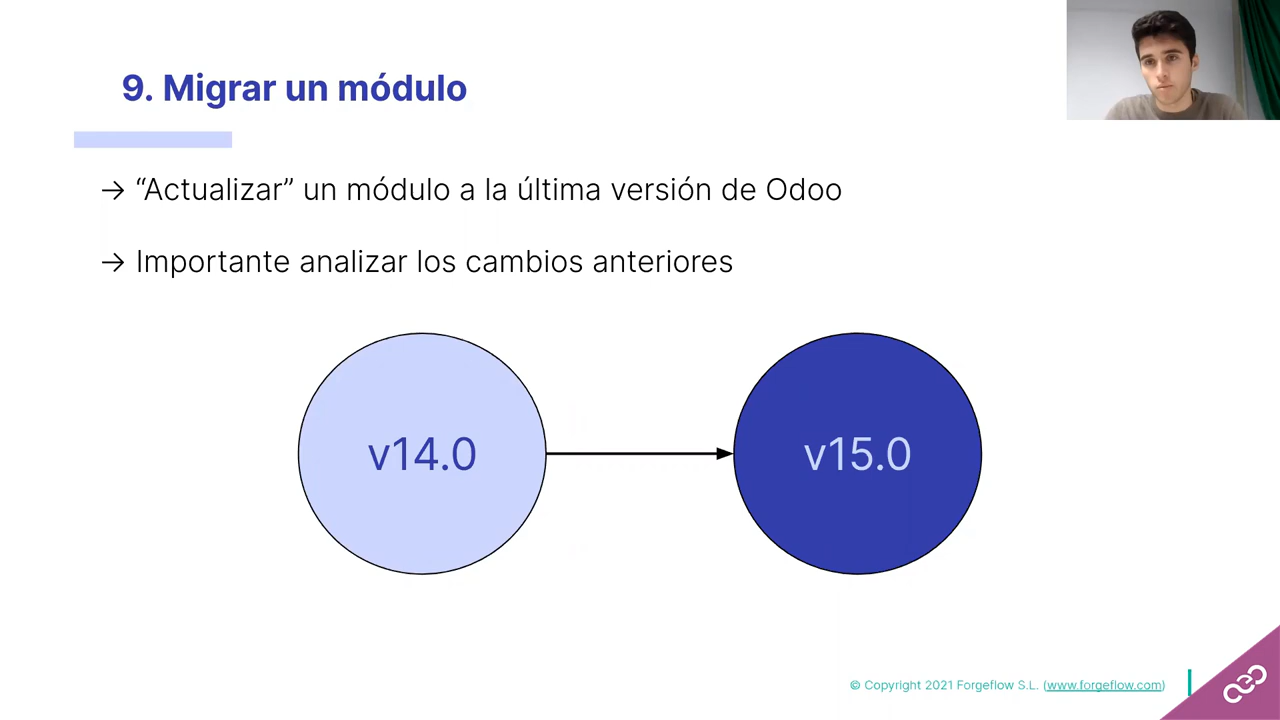 9. Migrar un módulo
→ “Actualizar” un módulo a la última versión de Odoo
→ Importante analizar los cambios anteriores
v14.0
v15.0
© Copyright 2021 Forgeflow S.L. (www.forgeflow.com)